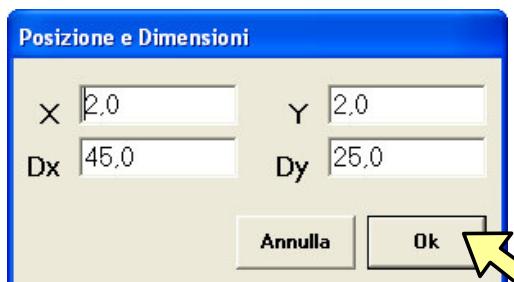 Posizione e Dimensioni
X 2,0 Y 2,0
Dx 45,0 Dy 25,0
Annulla Ok